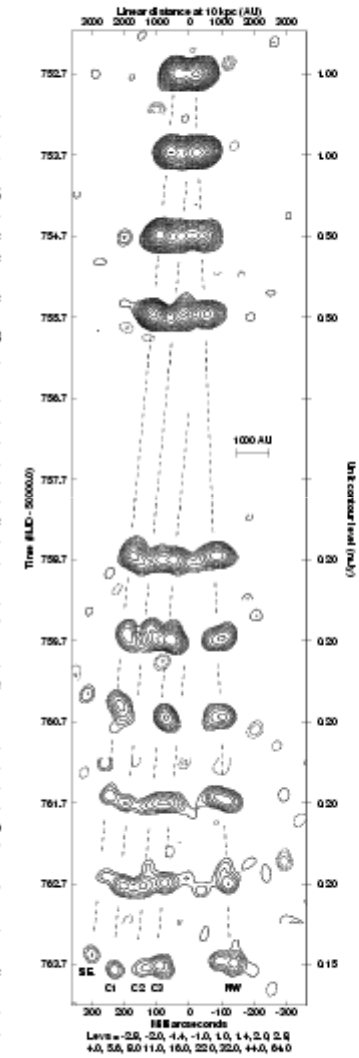 Linear distance at 10 kpc (AU)
3000 2000 1000 0 -1000 2000 3000
752.7 1.00
753.7 1.00
754.7 0.50
755.7 0.50
756.7
1000 AU
757.7
Time (MJD - 50000.0)
Unit contour level (mJy)
0.20
759.7 0.20
760.7 0.20
761.7 0.20
762.7 0.20
763.7 0.15
SE
C1 C2 C3 NW
300 200 100 0 -100 -200 -300
Milliarcseconds